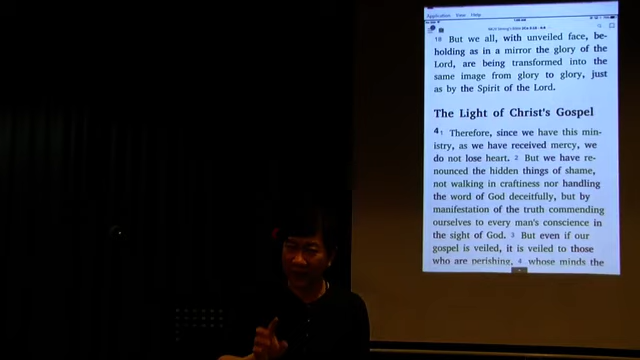 Application View Help
18 But we all, with unveiled face, be-
holding as in a mirror the glory of the
Lord, are being transformed into the
same image from glory to glory, just
as by the Spirit of the Lord.
The Light of Christ's Gospel
4 1 Therefore, since we have this min-
istry, as we have received mercy, we
do not lose heart. 2 But we have re-
nounced the hidden things of shame,
not walking in craftiness nor handling
the word of God deceitfully, but by
manifestation of the truth commending
ourselves to every man's conscience in
the sight of God. 3 But even if our
gospel is veiled, it is veiled to those
who are perishing, 4 whose minds the